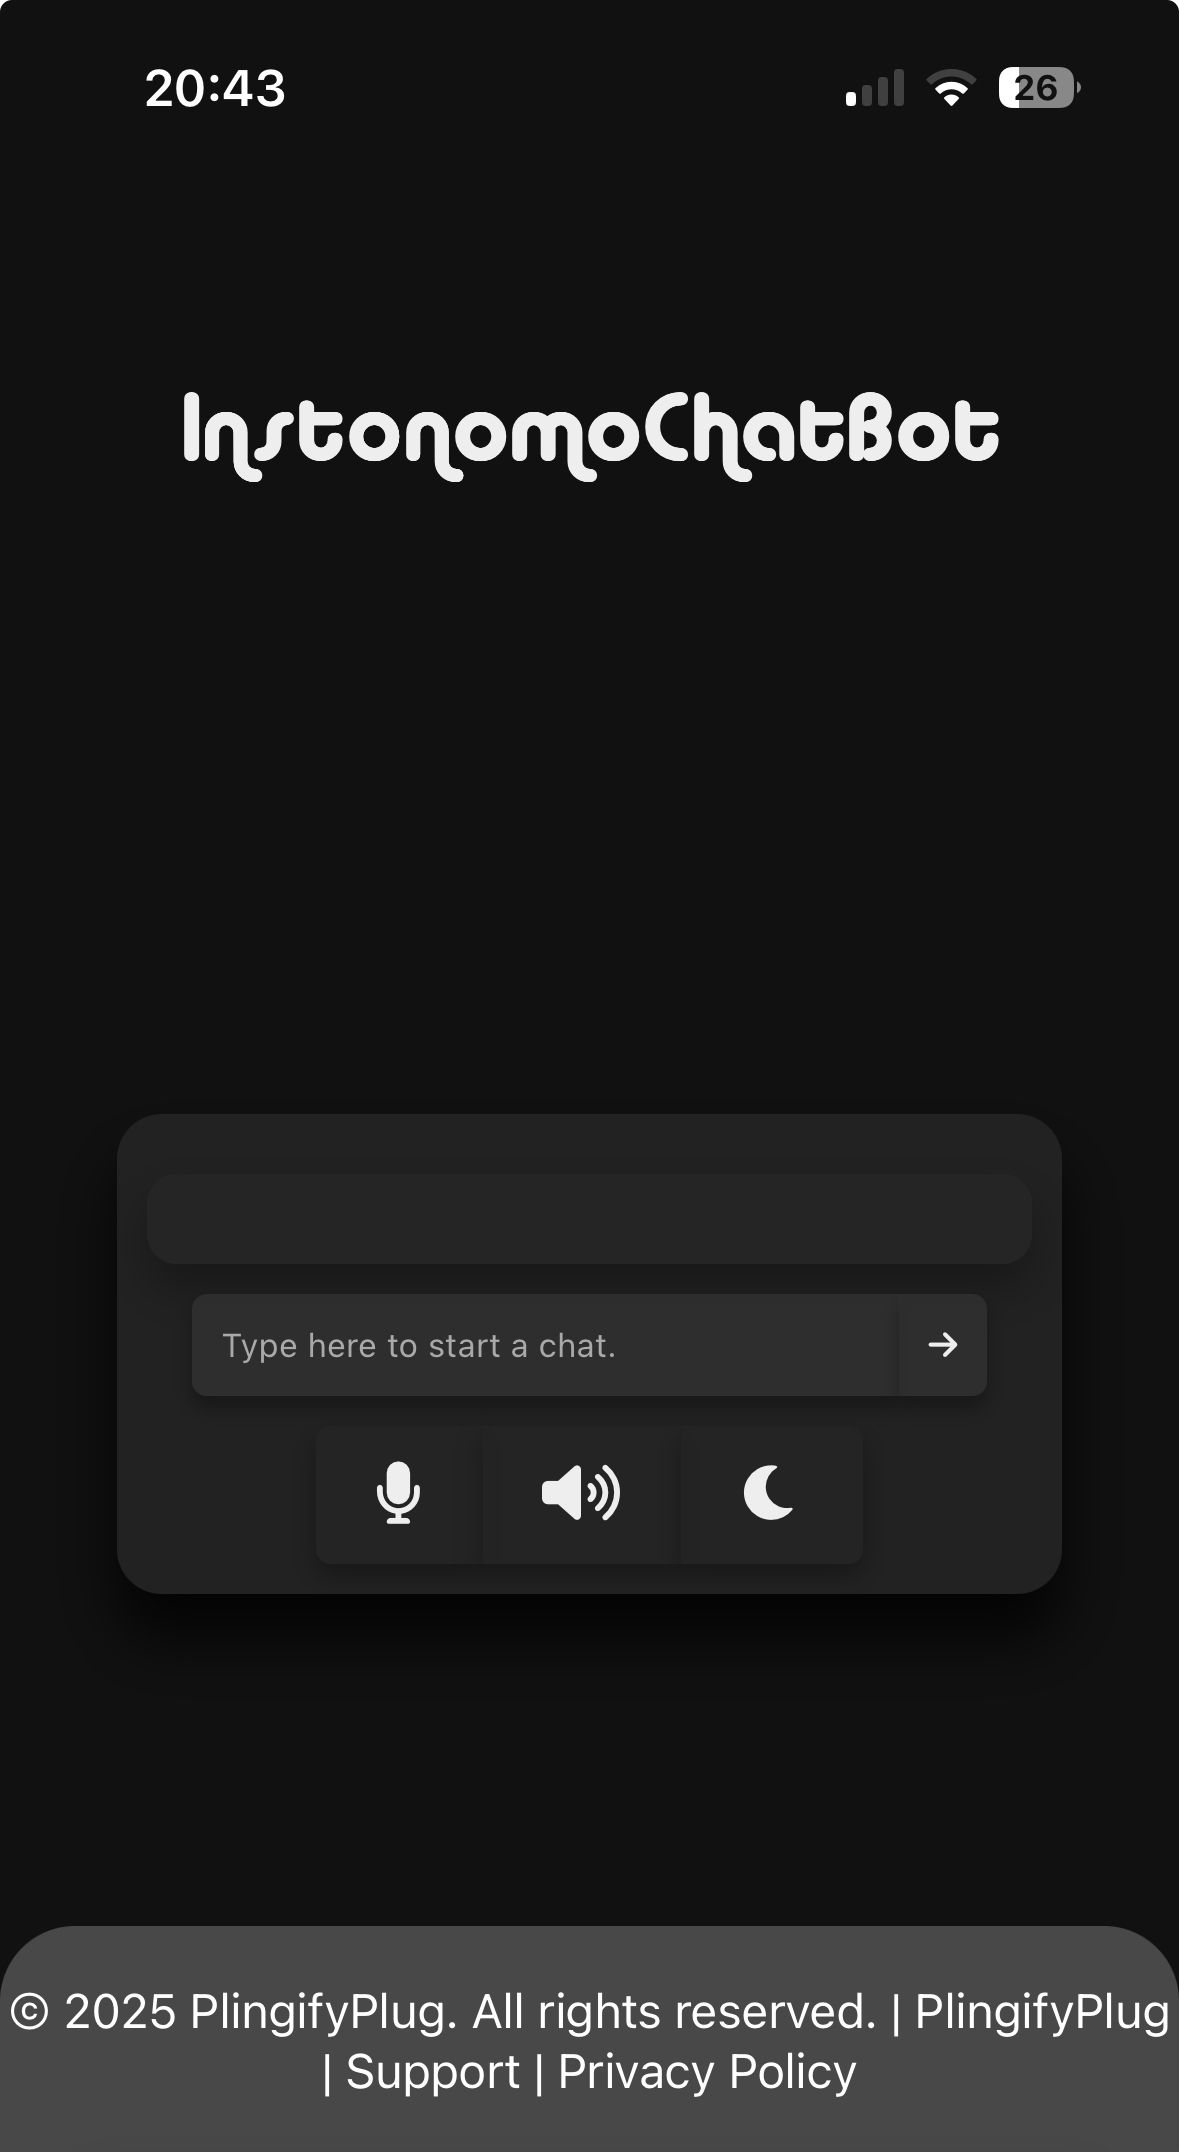 20:43
26
InstonomoChatBot
Type here to start a chat.
© 2025 PlingifyPlug. All rights reserved. | PlingifyPlug
| Support | Privacy Policy